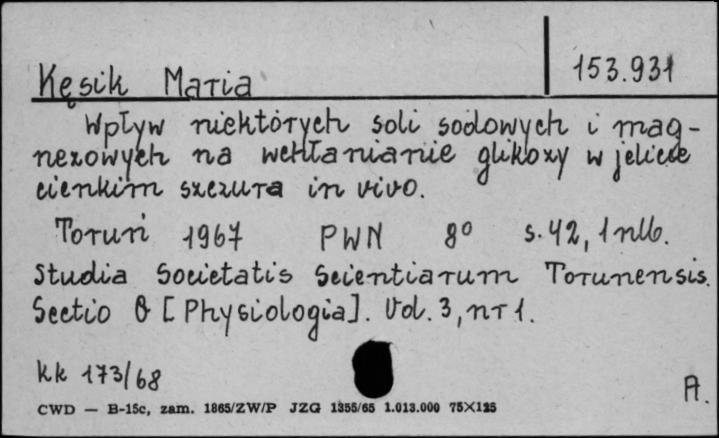 Kęsik Maria
153.931
Wpływ niektórych soli sodowych i mag-
nezowych na wchłanianie glikozy w jelicie
cienkim szczura in vivo.
Toruń 1967 PWN 8° s. 42, 1 nlb.
Studia Societatis Scientiarum Torunensis.
Sectio G [Physiologia]. Vol. 3, nr 1.
kk 173/68
A.
CWD — B-15c, zam. 1865/ZW/P JZG 1355/65 1.013.000 75×125